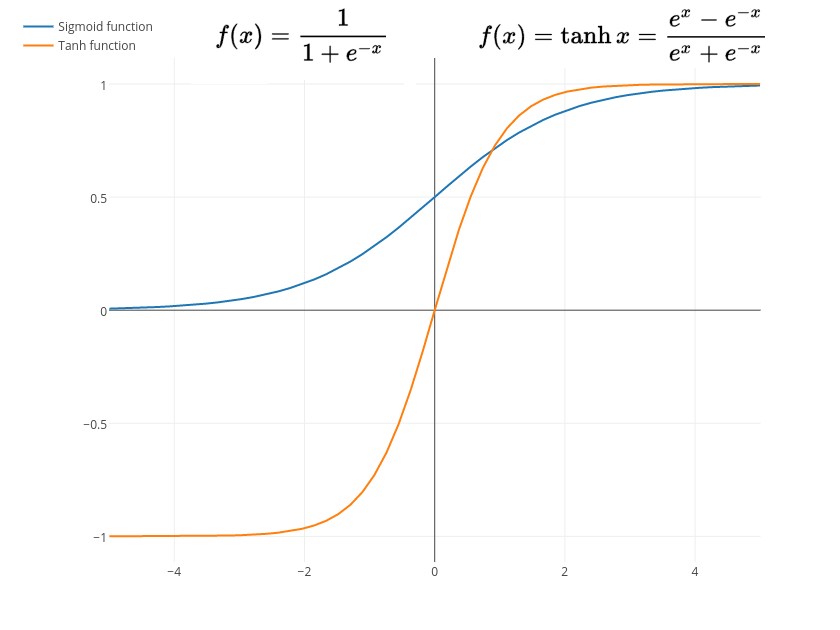 Sigmoid function
Tanh function
f(x) = 1 / (1 + e^{-x})
f(x) = tanh x = (e^x − e^{-x}) / (e^x + e^{-x})
1
0.5
0
−0.5
−1
−4 −2 0 2 4